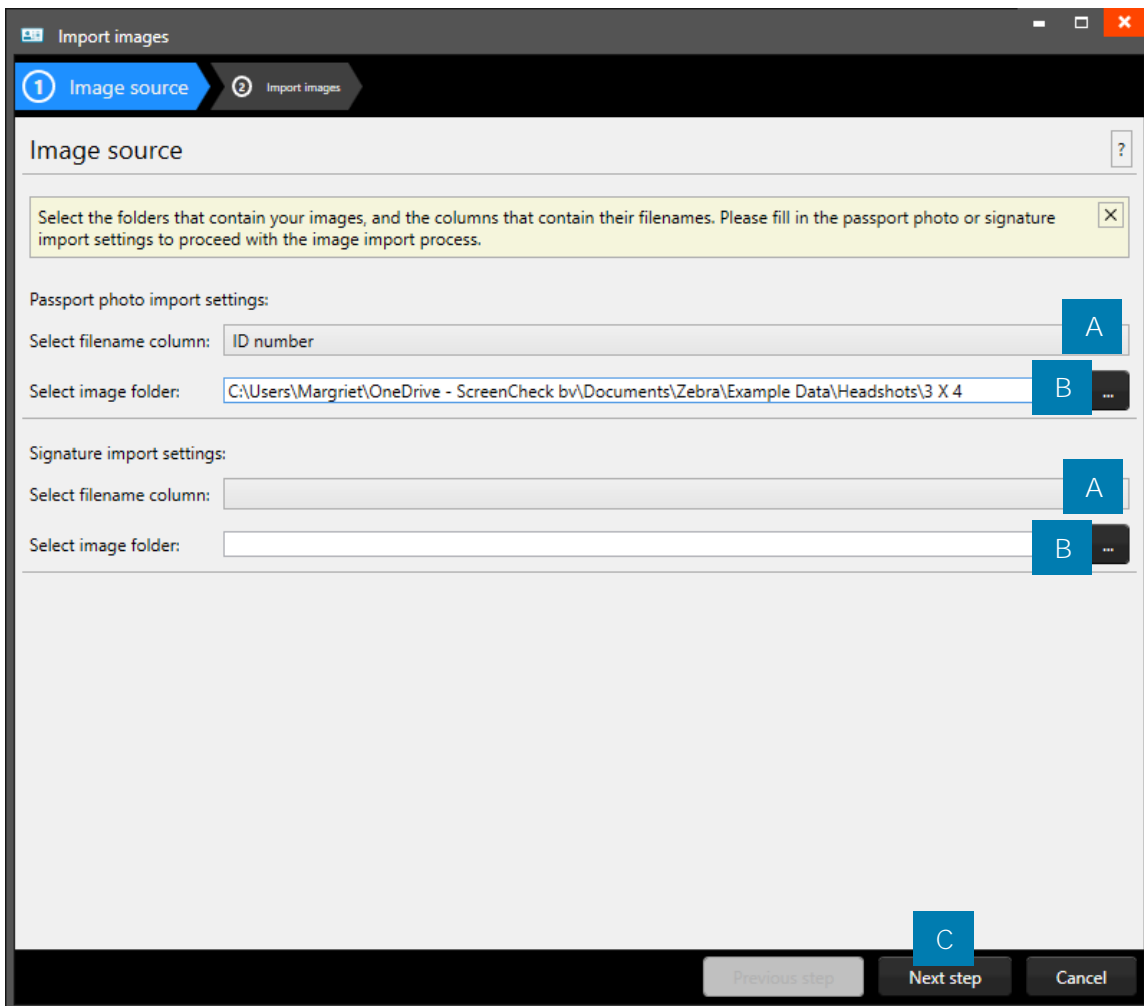 Import images
1 Image source 2 Import images
Image source ?
Select the folders that contain your images, and the columns that contain their filenames. Please fill in the passport photo or signature
import settings to proceed with the image import process.
Passport photo import settings:
A
Select filename column: ID number
Select image folder: C:\Users\Margriet\OneDrive - ScreenCheck bv\Documents\Zebra\Example Data\Headshots\3 X 4 B ...
Signature import settings:
A
Select filename column:
Select image folder: B ...
C
Previous step Next step Cancel